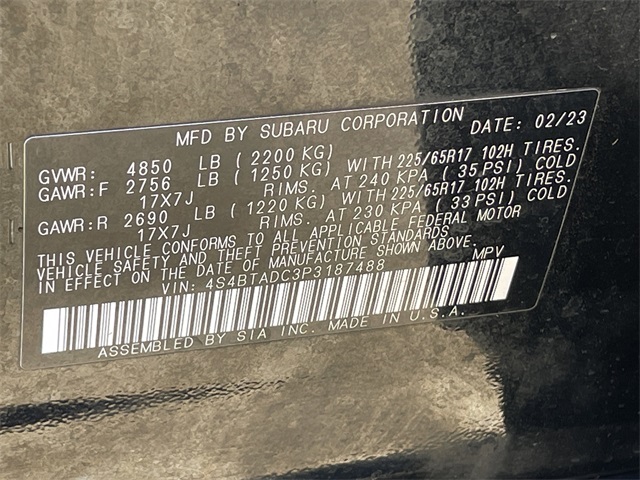 MFD BY SUBARU CORPORATION DATE: 02/23
GVWR: 4850 LB ( 2200 KG)
GAWR:F 2756 LB ( 1250 KG) WITH 225/65R17 102H TIRES.
17X7J RIMS. AT 240 KPA ( 35 PSI) COLD
GAWR:R 2690 LB ( 1220 KG) WITH 225/65R17 102H TIRES.
17X7J RIMS. AT 230 KPA ( 33 PSI) COLD
THIS VEHICLE CONFORMS TO ALL APPLICABLE FEDERAL MOTOR
VEHICLE SAFETY AND THEFT PREVENTION STANDARDS
IN EFFECT ON THE DATE OF MANUFACTURE SHOWN ABOVE.
VIN: 4S4BTADC3P3187488 MPV
ASSEMBLED BY SIA INC. MADE IN U.S.A.